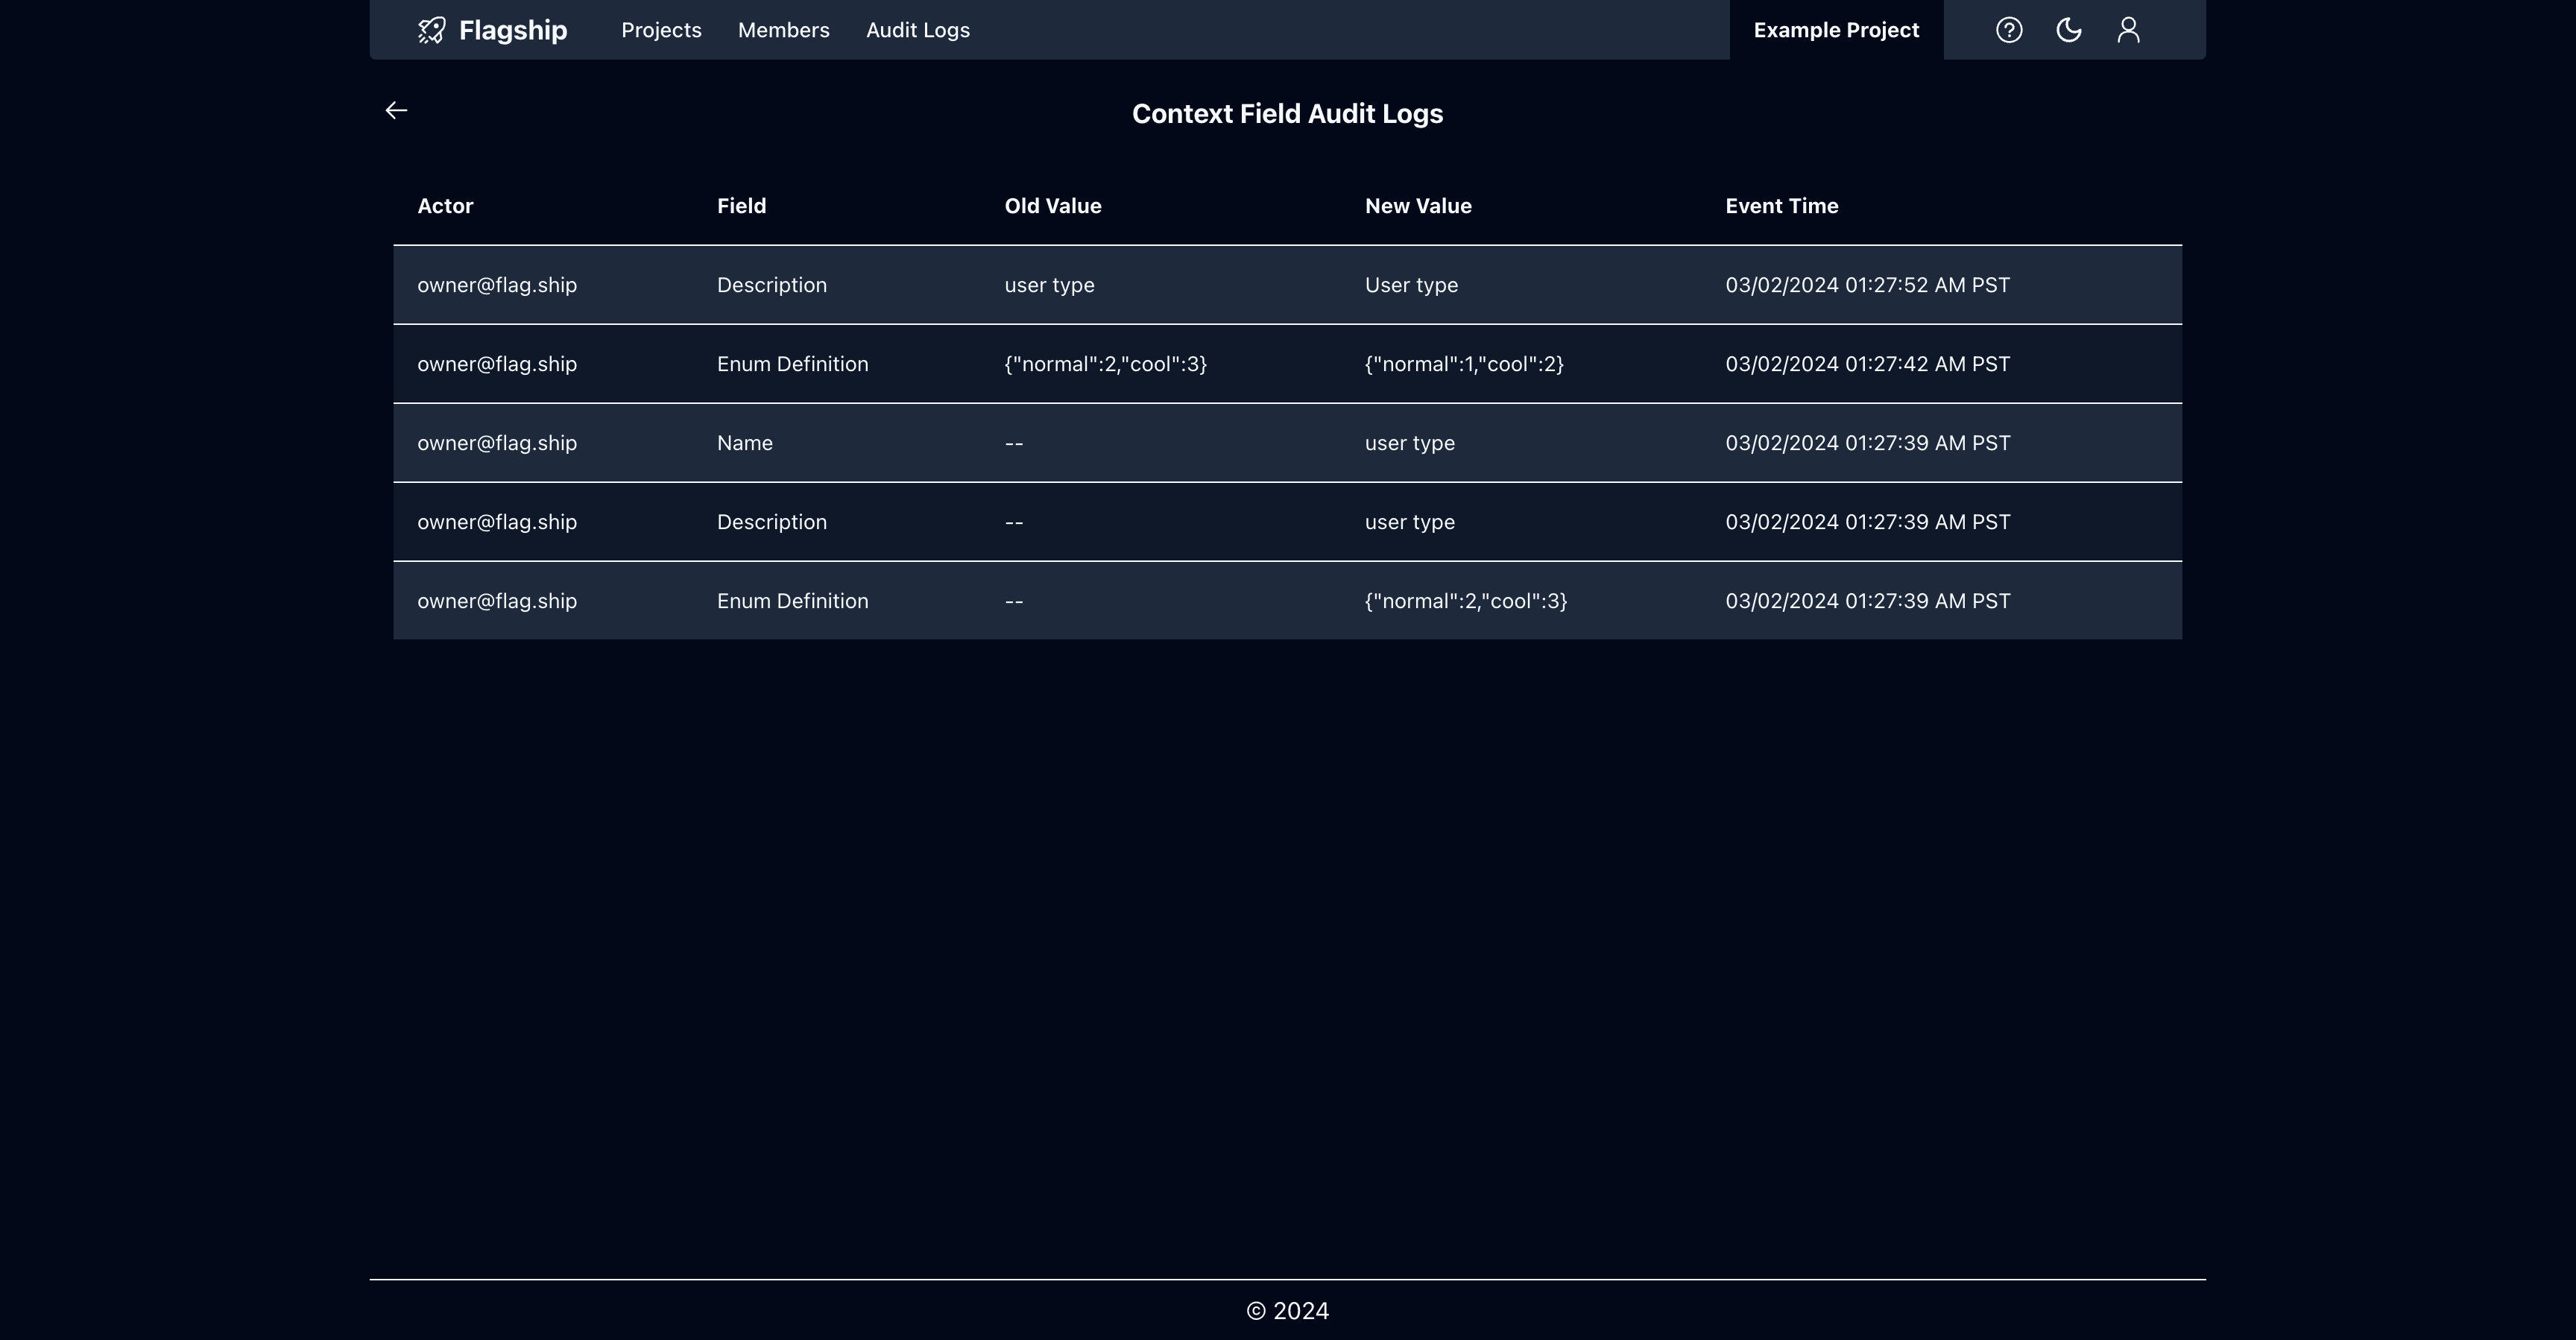 Flagship Projects Members Audit Logs Example Project
Context Field Audit Logs
Actor Field Old Value New Value Event Time
owner@flag.ship Description user type User type 03/02/2024 01:27:52 AM PST
owner@flag.ship Enum Definition {"normal":2,"cool":3} {"normal":1,"cool":2} 03/02/2024 01:27:42 AM PST
owner@flag.ship Name -- user type 03/02/2024 01:27:39 AM PST
owner@flag.ship Description -- user type 03/02/2024 01:27:39 AM PST
owner@flag.ship Enum Definition -- {"normal":2,"cool":3} 03/02/2024 01:27:39 AM PST
© 2024